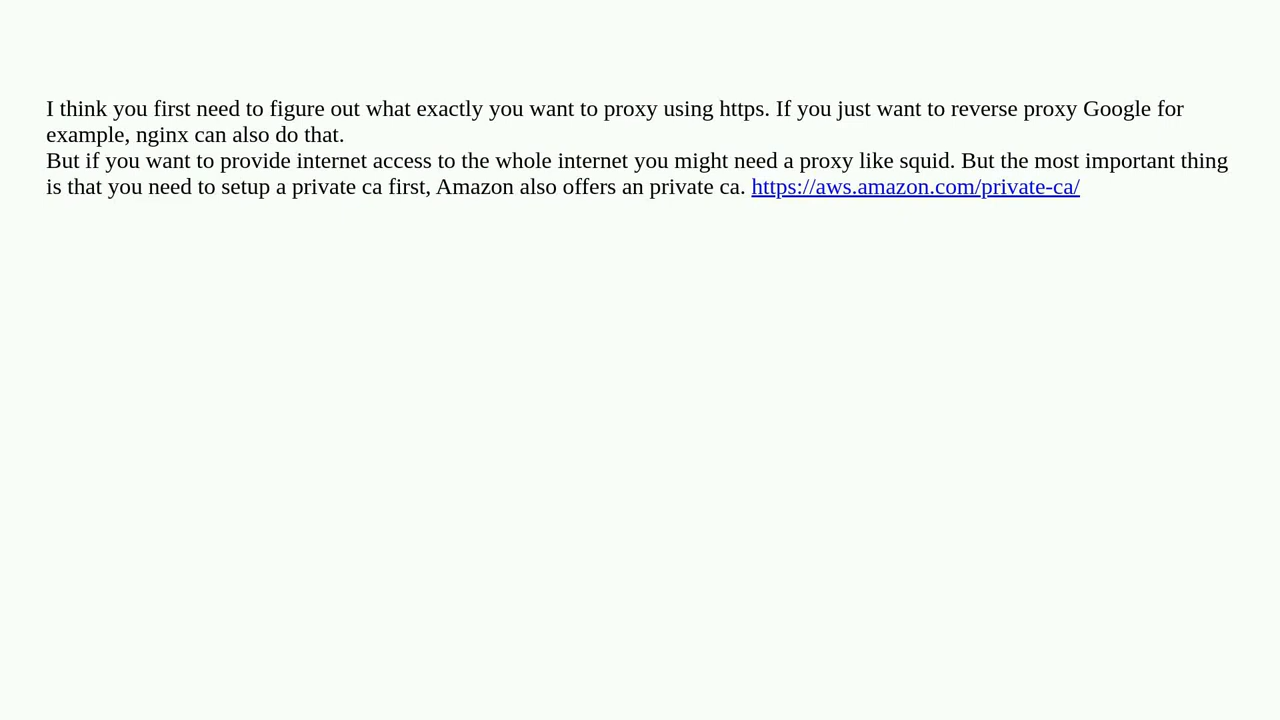 I think you first need to figure out what exactly you want to proxy using https. If you just want to reverse proxy Google for
example, nginx can also do that.
But if you want to provide internet access to the whole internet you might need a proxy like squid. But the most important thing
is that you need to setup a private ca first, Amazon also offers an private ca. https://aws.amazon.com/private-ca/